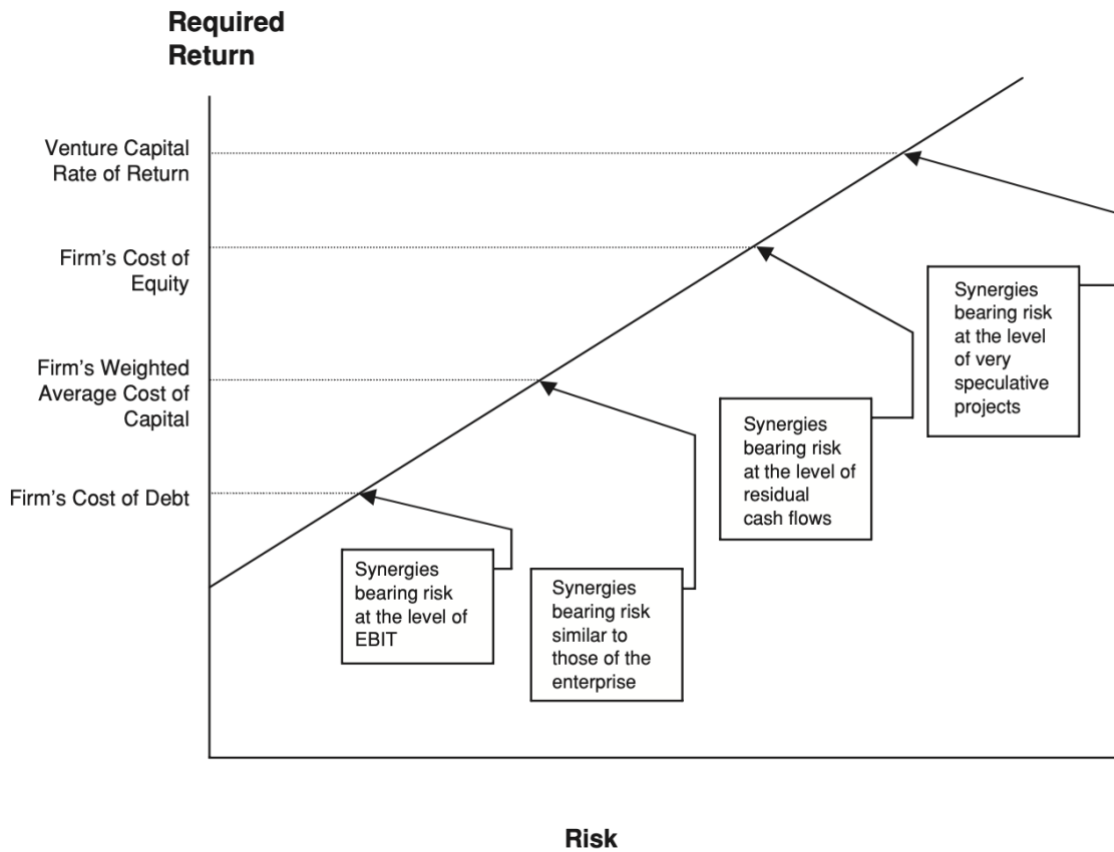 Required
Return
Venture Capital
Rate of Return
Firm's Cost of
Equity
Firm's Weighted
Average Cost of
Capital
Firm's Cost of Debt
Synergies
bearing risk
at the level of
EBIT
Synergies
bearing risk
similar to
those of the
enterprise
Synergies
bearing risk
at the level of
residual
cash flows
Synergies
bearing risk
at the level
of very
speculative
projects
Risk